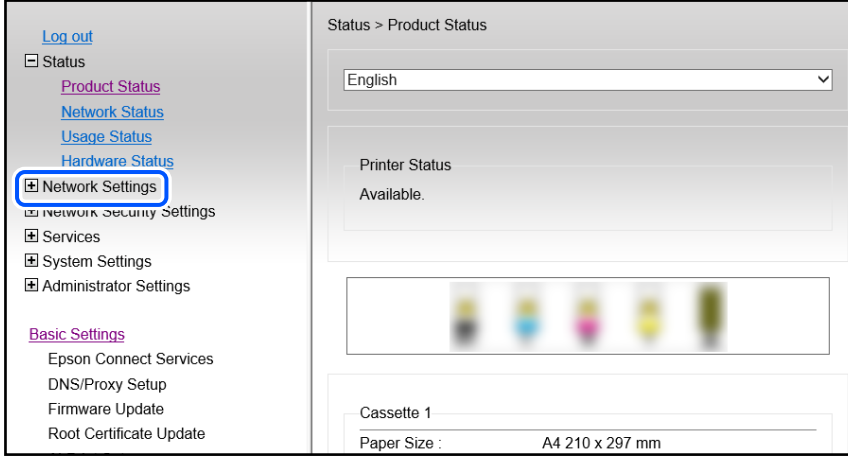 Log out
Status
Product Status
Network Status
Usage Status
Hardware Status
Network Settings
Network Security Settings
Services
System Settings
Administrator Settings
Basic Settings
Epson Connect Services
DNS/Proxy Setup
Firmware Update
Root Certificate Update
Status > Product Status
English
Printer Status
Available.
Cassette 1
Paper Size : A4 210 x 297 mm